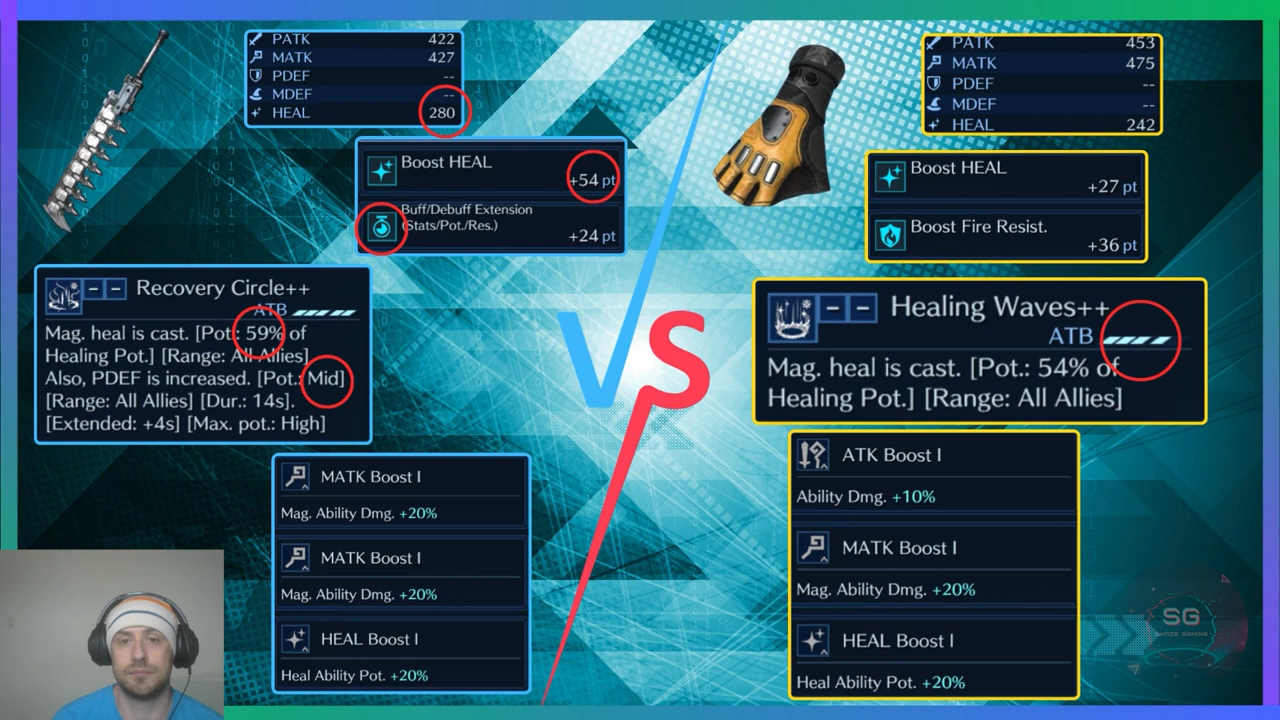 PATK 422
MATK 427
PDEF --
MDEF --
HEAL 280
Boost HEAL
+54 pt
Buff/Debuff Extension
(Stats/Pot./Res.)
+24 pt
Recovery Circle++
ATB
Mag. heal is cast. [Pot.: 59% of
Healing Pot.] [Range: All Allies]
Also, PDEF is increased. [Pot.: Mid]
[Range: All Allies] [Dur.: 14s].
[Extended: +4s] [Max. pot.: High]
MATK Boost I
Mag. Ability Dmg. +20%
MATK Boost I
Mag. Ability Dmg. +20%
HEAL Boost I
Heal Ability Pot. +20%
VS
PATK 453
MATK 475
PDEF --
MDEF --
HEAL 242
Boost HEAL
+27 pt
Boost Fire Resist.
+36 pt
Healing Waves++
ATB
Mag. heal is cast. [Pot.: 54% of
Healing Pot.] [Range: All Allies]
ATK Boost I
Ability Dmg. +10%
MATK Boost I
Mag. Ability Dmg. +20%
HEAL Boost I
Heal Ability Pot. +20%
SG